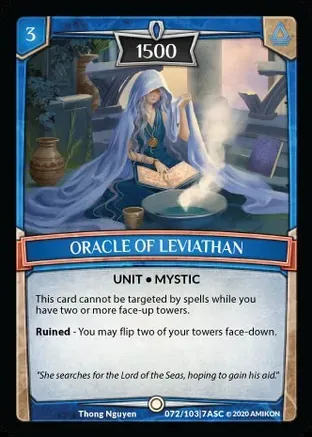 3
1500
ORACLE OF LEVIATHAN
UNIT • MYSTIC
This card cannot be targeted by spells while you
have two or more face-up towers.
Ruined - You may flip two of your towers face-down.
"She searches for the Lord of the Seas, hoping to gain his aid."
Thong Nguyen 072/103|7ASC ©2020 AMIKON